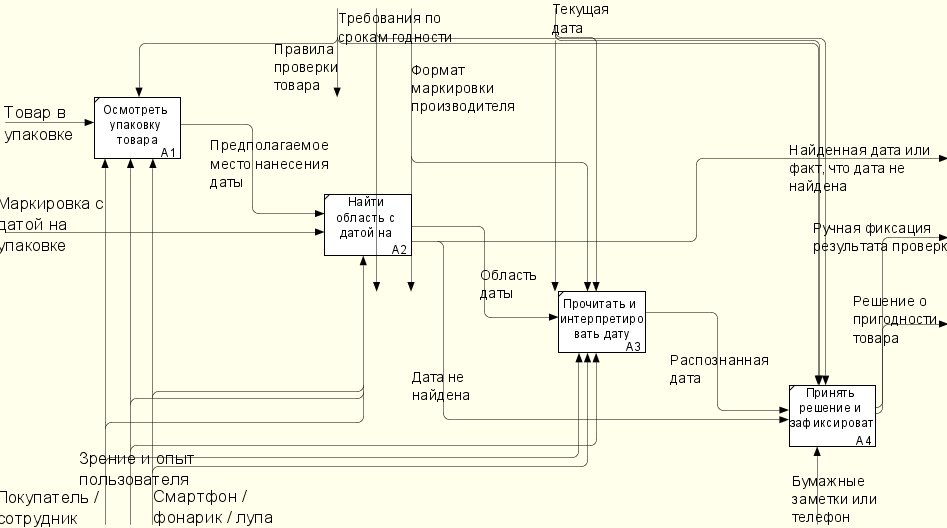 Требования по
срокам годности
Текущая
дата
Правила
проверки
товара
Формат
маркировки
производителя
Товар в
упаковке
Осмотреть
упаковку
товара
A1
Предполагаемое
место нанесения
даты
Найденная дата или
факт, что дата не
найдена
Маркировка с
датой на
упаковке
Найти
область с
датой на
A2
Ручная фиксация
результата проверк
Область
даты
Прочитать и
интерпретиро
вать дату
A3
Решение о
пригодности
товара
Распознанная
дата
Дата не
найдена
Принять
решение и
зафиксироват
A4
Зрение и опыт
пользователя
Покупатель /
сотрудник
Смартфон /
фонарик / лупа
Бумажные
заметки или
телефон